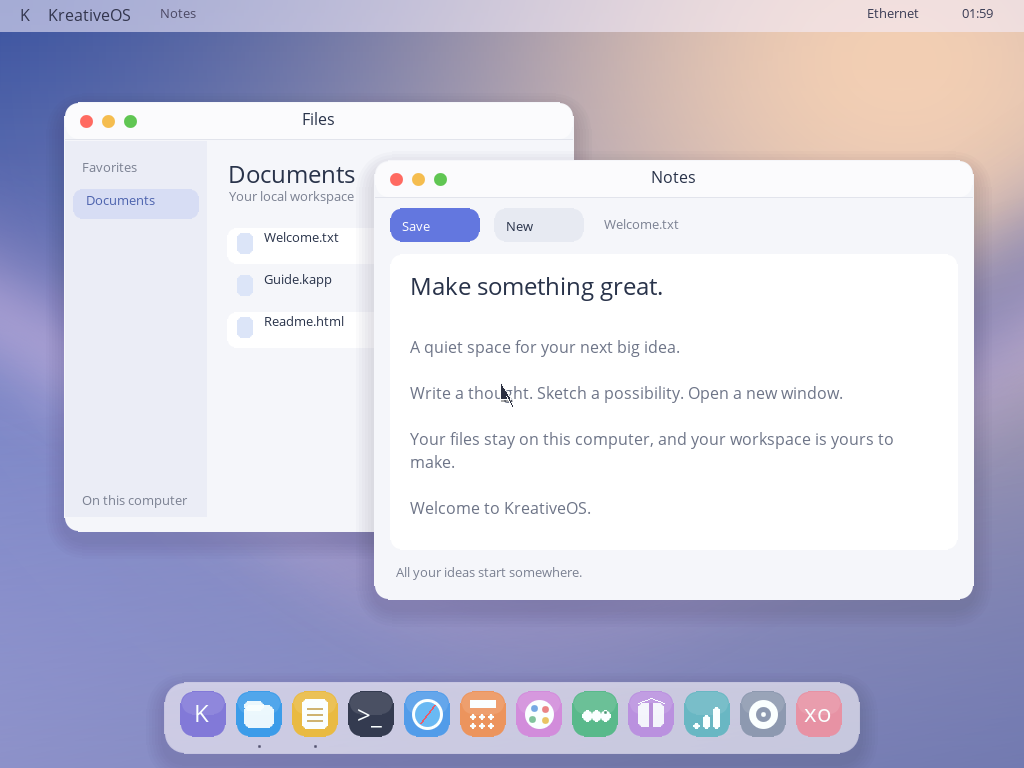 K KreativeOS Notes Ethernet 01:59
Files
Favorites
Documents
On this computer
Documents
Your local workspace
Welcome.txt
Guide.kapp
Readme.html
Notes
Save New Welcome.txt
Make something great.
A quiet space for your next big idea.
Write a thought. Sketch a possibility. Open a new window.
Your files stay on this computer, and your workspace is yours to
make.
Welcome to KreativeOS.
All your ideas start somewhere.
K >_ XO